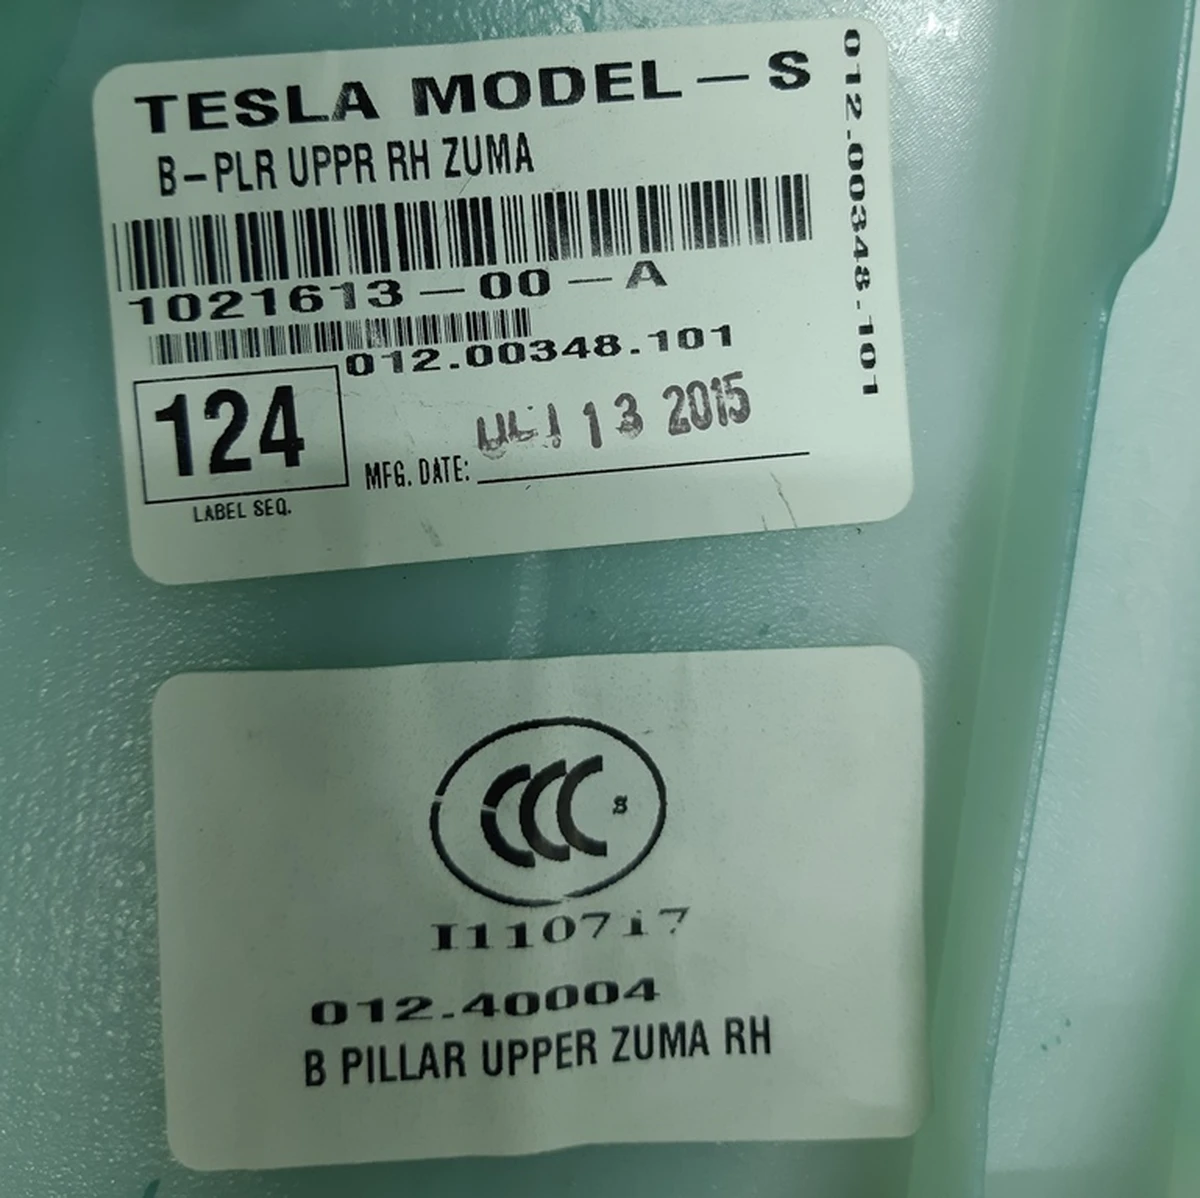 TESLA MODEL-S
B-PLR UPPR RH ZUMA
1021613-00-A
012.00348.101
124
LABEL SEQ.
MFG. DATE:
13 2015
012.00348.101
CCC S
I110717
012.40004
B PILLAR UPPER ZUMA RH